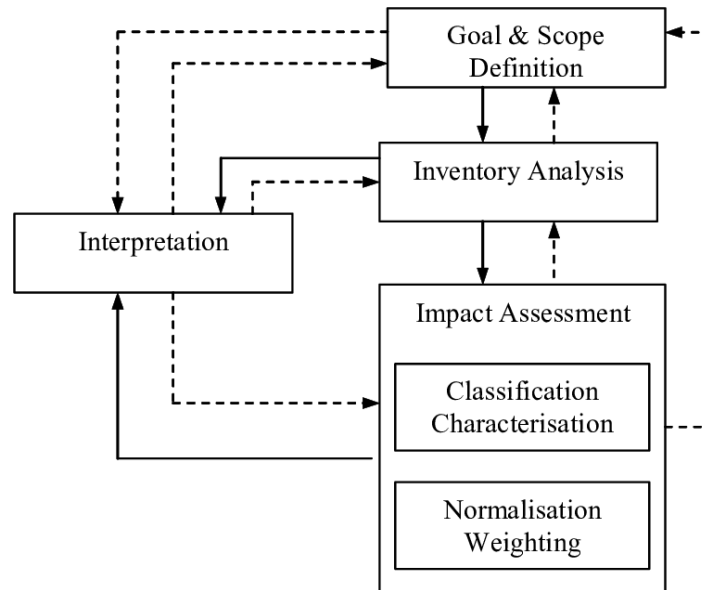 Goal & Scope
Definition
Inventory Analysis
Interpretation
Impact Assessment
Classification
Characterisation
Normalisation
Weighting